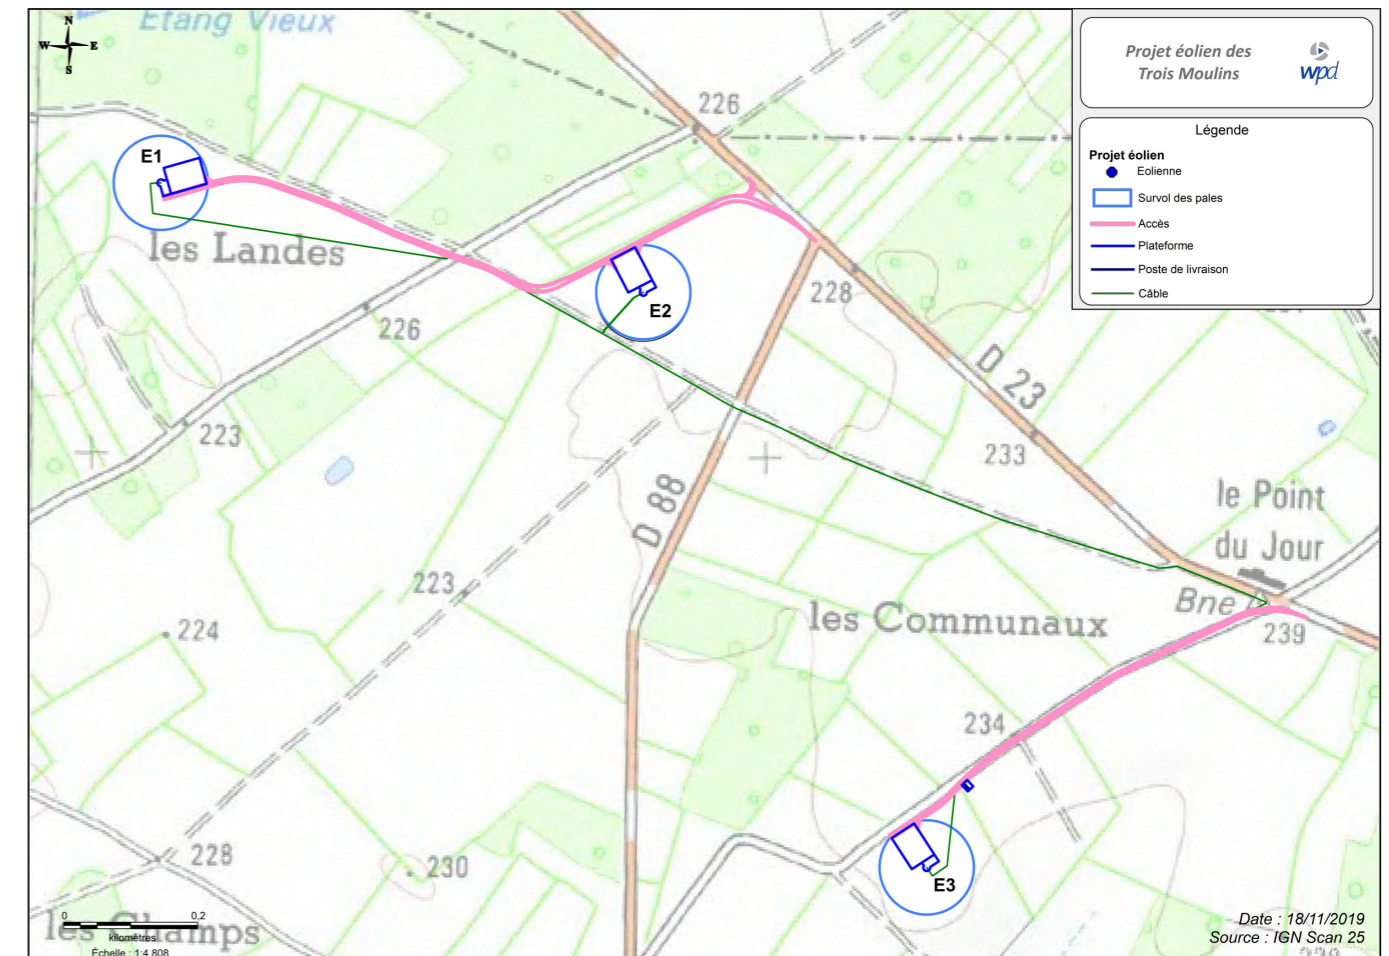 Etang Vieux
N
W E
S
Projet éolien des
Trois Moulins
wpd
Légende
Projet éolien
Eolienne
Survol des pales
Accès
Plateforme
Poste de livraison
Câble
226
E1
les Landes
E2
228
226
D 23
223
233
le Point
du Jour
D 88
223
Bne
les Communaux
239
224
234
228
230
E3
les Champs
0 0,2
kilomètres
Échelle : 1:4 808
Date : 18/11/2019
Source : IGN Scan 25